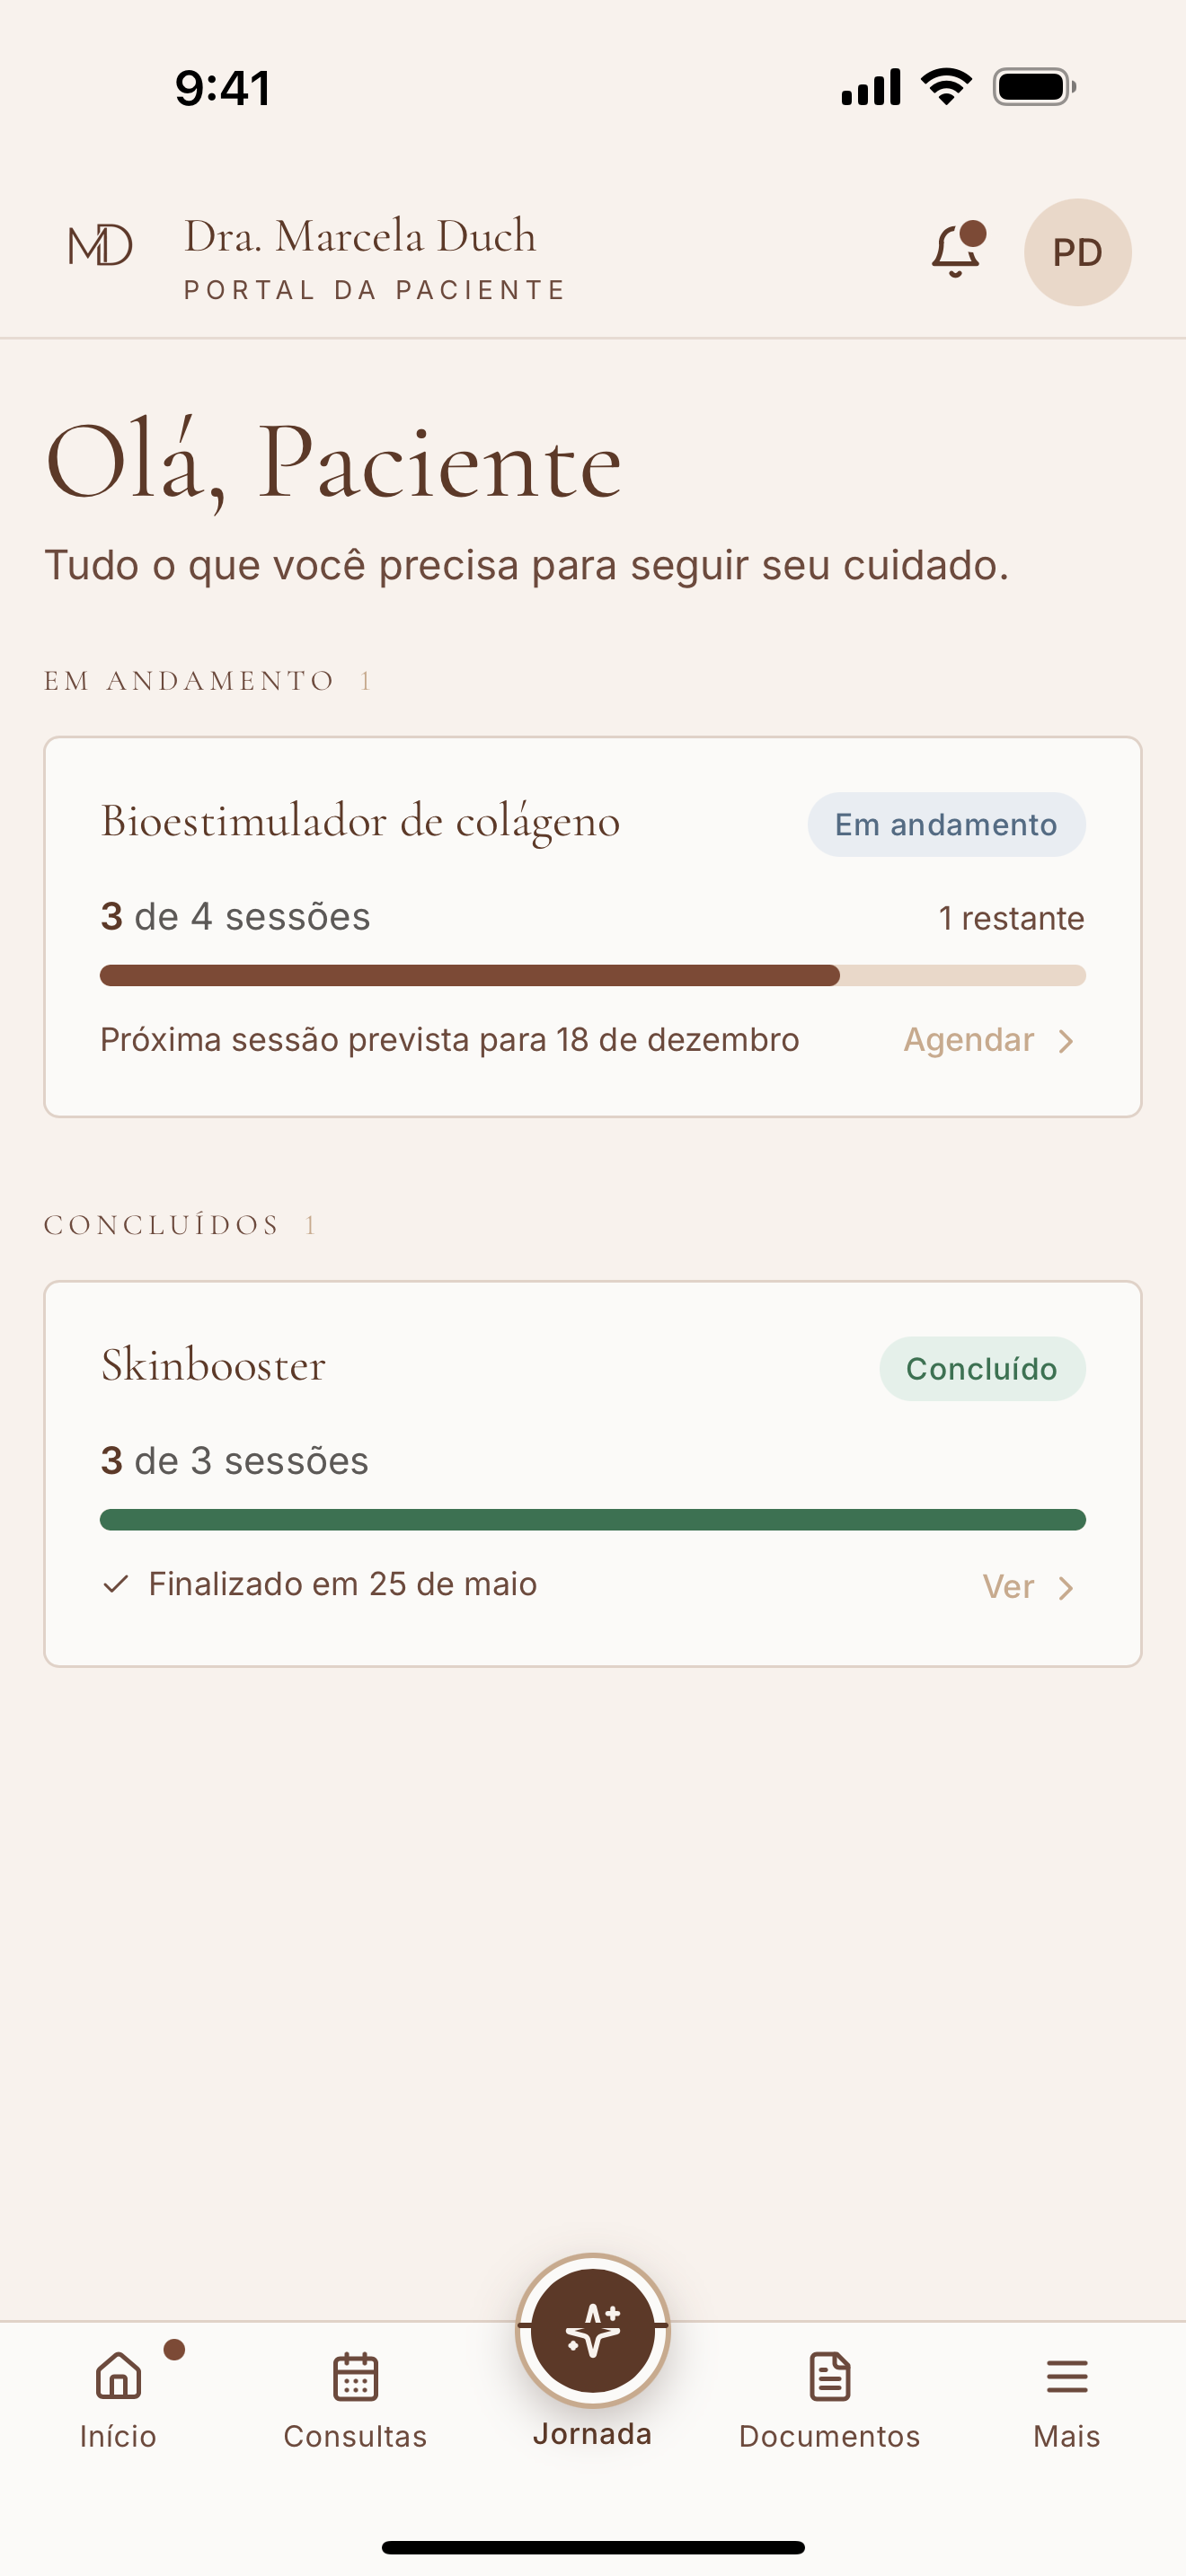 9:41
MD
Dra. Marcela Duch
PORTAL DA PACIENTE
PD
Olá, Paciente
Tudo o que você precisa para seguir seu cuidado.
EM ANDAMENTO 1
Bioestimulador de colágeno
Em andamento
3 de 4 sessões
1 restante
Próxima sessão prevista para 18 de dezembro
Agendar
CONCLUÍDOS 1
Skinbooster
Concluído
3 de 3 sessões
Finalizado em 25 de maio
Ver
Início
Consultas
Jornada
Documentos
Mais